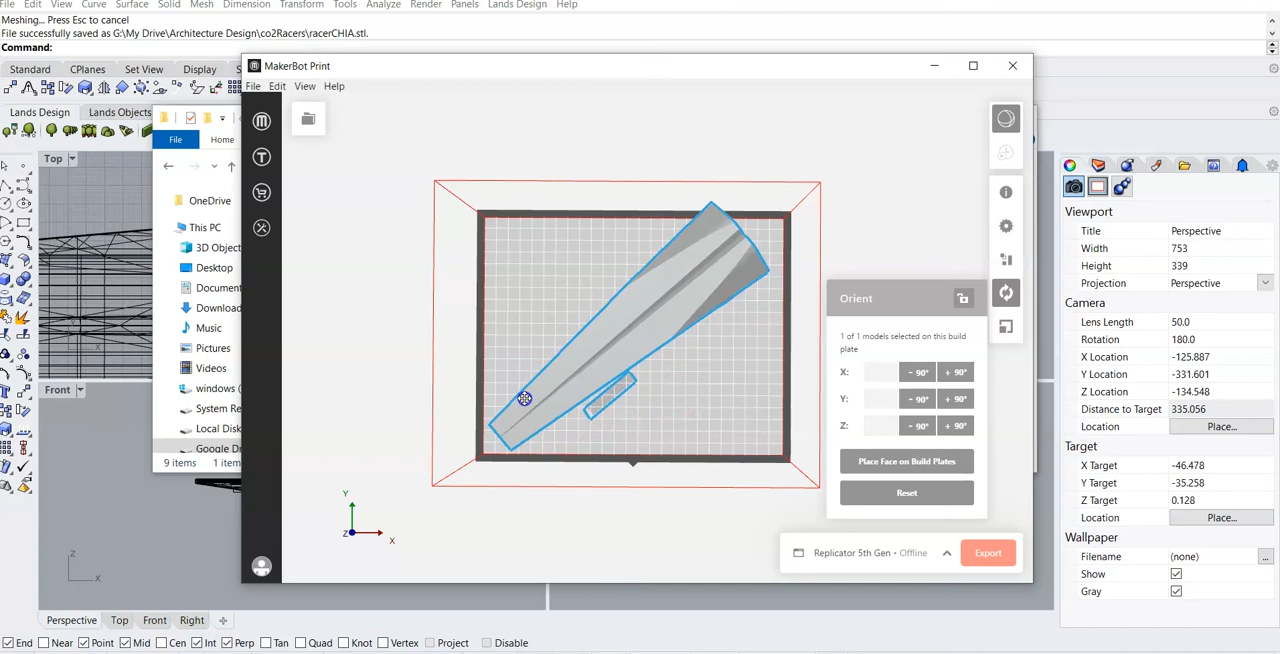 File Edit View Curve Surface Solid Mesh Dimension Transform Tools Analyze Render Panels Lands Design Help
Meshing... Press Esc to cancel
File successfully saved as G:\My Drive\Architecture Design\co2Racers\racerCHIA.stl.
Command:
Standard CPlanes Set View Display
Lands Design Lands Objects
Top
File Home
OneDrive
This PC
3D Object
Desktop
Document
Download
Music
Pictures
Videos
windows (
System Re
Local Disk
Google Dr
9 items 1 item
Front
Z
X
MakerBot Print
File Edit View Help
Y
Z
X
Orient
1 of 1 models selected on this build
plate
X: - 90° + 90°
Y: - 90° + 90°
Z: - 90° + 90°
Place Face on Build Plates
Reset
Replicator 5th Gen • Offline Export
Viewport
Title Perspective
Width 753
Height 339
Projection Perspective
Camera
Lens Length 50.0
Rotation 180.0
X Location -125.887
Y Location -331.601
Z Location -134.548
Distance to Target 335.056
Location Place...
Target
X Target -46.478
Y Target -35.258
Z Target 0.128
Location Place...
Wallpaper
Filename (none) ...
Show
Gray
Perspective Top Front Right
End Near Point Mid Cen Int Perp Tan Quad Knot Vertex Project Disable